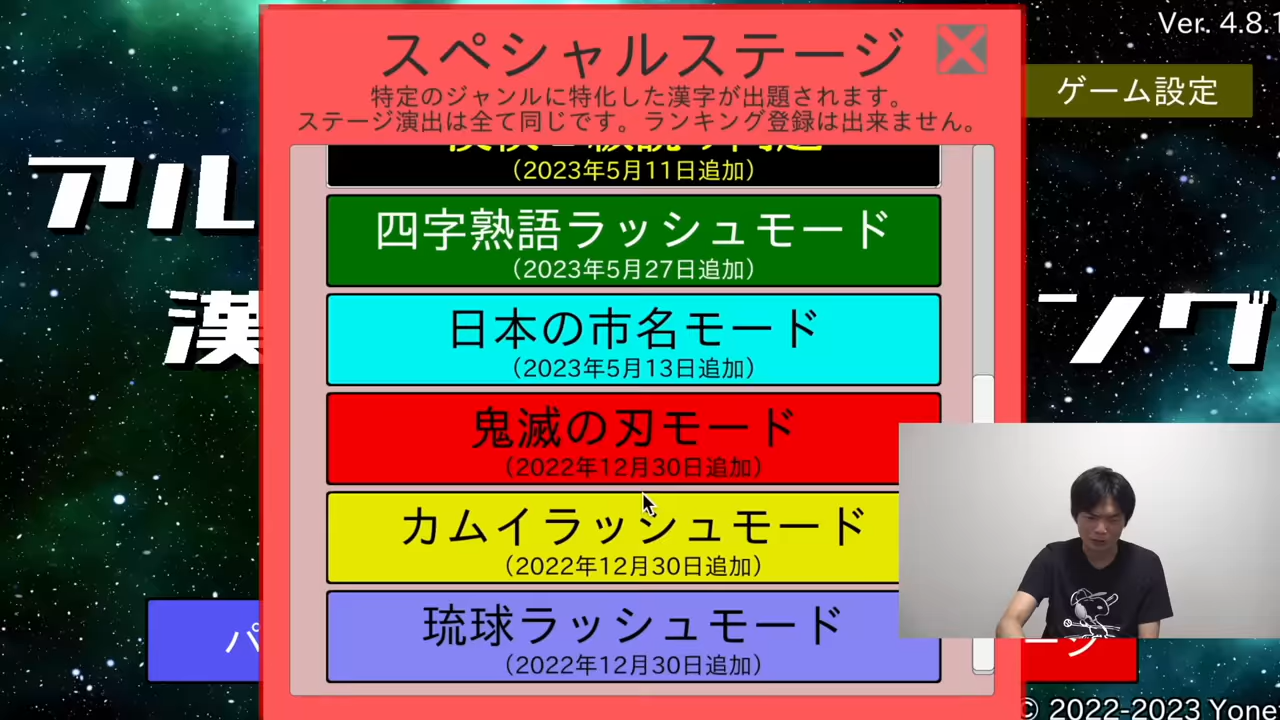 Ver. 4.8.1
スペシャルステージ
特定のジャンルに特化した漢字が出題されます。
ステージ演出は全て同じです。ランキング登録は出来ません。
ゲーム設定
(2023年5月11日追加)
アル
四字熟語ラッシュモード
(2023年5月27日追加)
漢
ング
日本の市名モード
(2023年5月13日追加)
鬼滅の刃モード
(2022年12月30日追加)
カムイラッシュモード
(2022年12月30日追加)
琉球ラッシュモード
(2022年12月30日追加)
パ
© 2022-2023 Yone